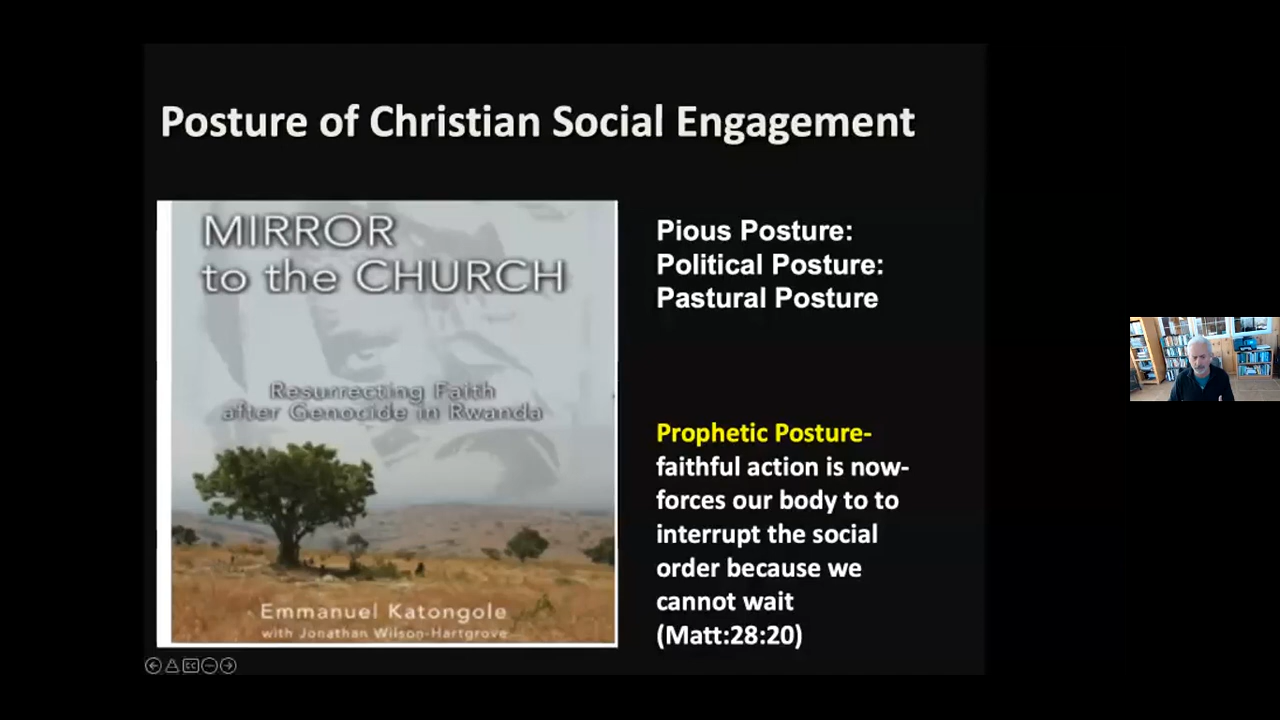 Posture of Christian Social Engagement
MIRROR
to the CHURCH
Resurrecting Faith
after Genocide in Rwanda
Emmanuel Katongole
with Jonathan Wilson-Hartgrove
Pious Posture:
Political Posture:
Pastural Posture
Prophetic Posture-
faithful action is now-
forces our body to to
interrupt the social
order because we
cannot wait
(Matt:28:20)